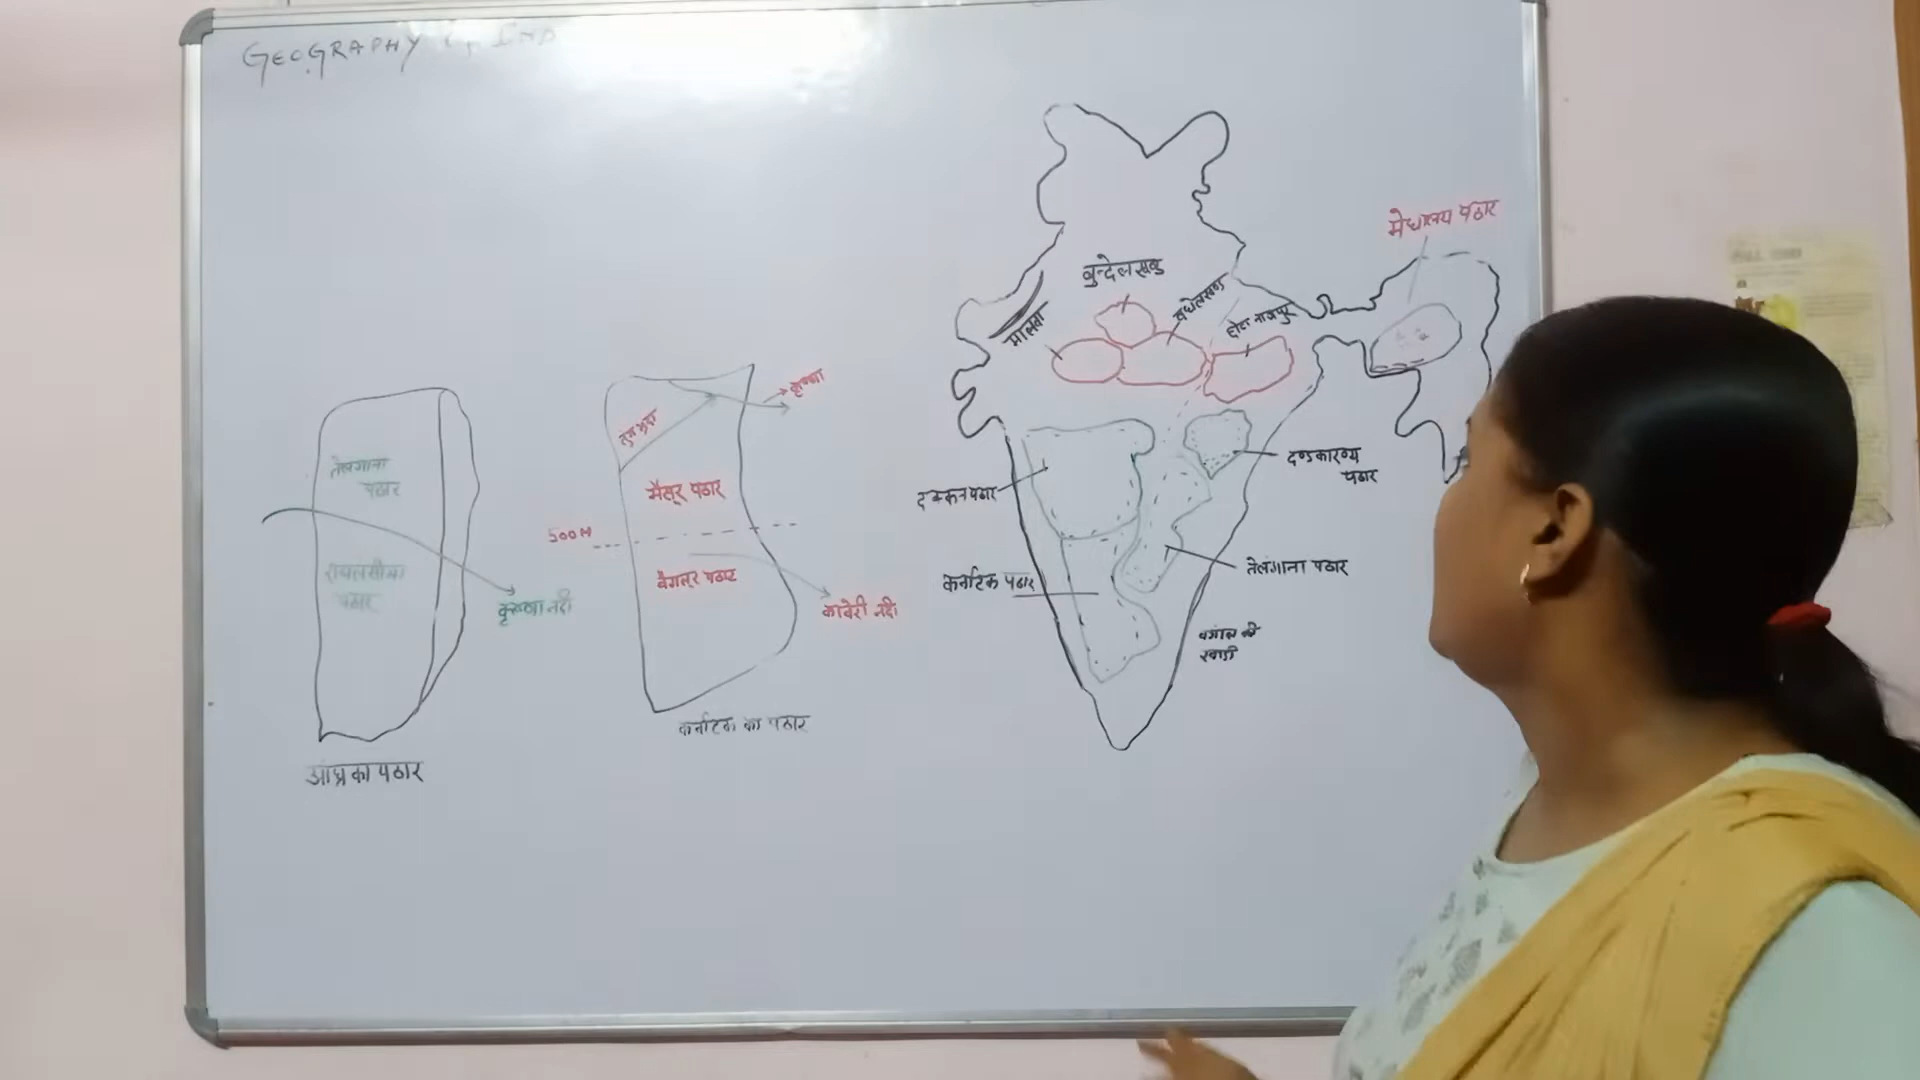 GEOGRAPHY
मेघालय पठार
बुन्देलखण्ड
बघेलखण्ड
छोटा नागपुर
मालवा
कृष्णा
तुंगभद्रा
तेलंगाना
पठार
मैसूर पठार
दक्कन पठार
दण्डकारण्य
पठार
500 M
रायलसीमा
पठार
बैंगलूर पठार
कृष्णा नदी
कावेरी नदी
कर्नाटक पठार
तेलंगाना पठार
बंगाल की
खाड़ी
कर्नाटक का पठार
आंध्र का पठार